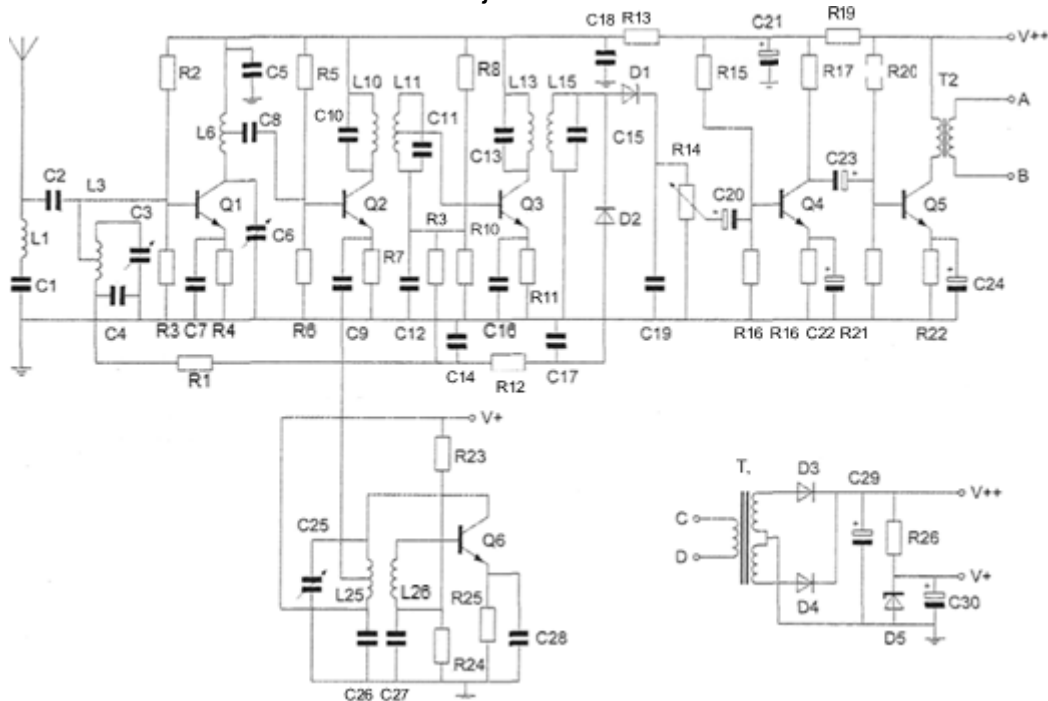 C18
R13
C21
R19
V++
R2
C5
R5
L10
L11
R8
L13
L15
D1
R15
R17
R20
T2
A
C8
C10
C11
C15
L6
C13
R14
C2
L3
C20
C23
B
C3
Q1
Q2
R3
Q3
D2
Q4
Q5
L1
C6
R7
R10
C1
R11
C24
C4
R3
C7
R4
R6
C9
C12
C16
C19
R16
R16
C22
R21
R22
R1
C14
R12
C17
V+
R23
T.
D3
C29
V++
C25
Q6
C
R26
D
V+
L25
L26
R25
D4
C30
C28
D5
R24
C26
C27